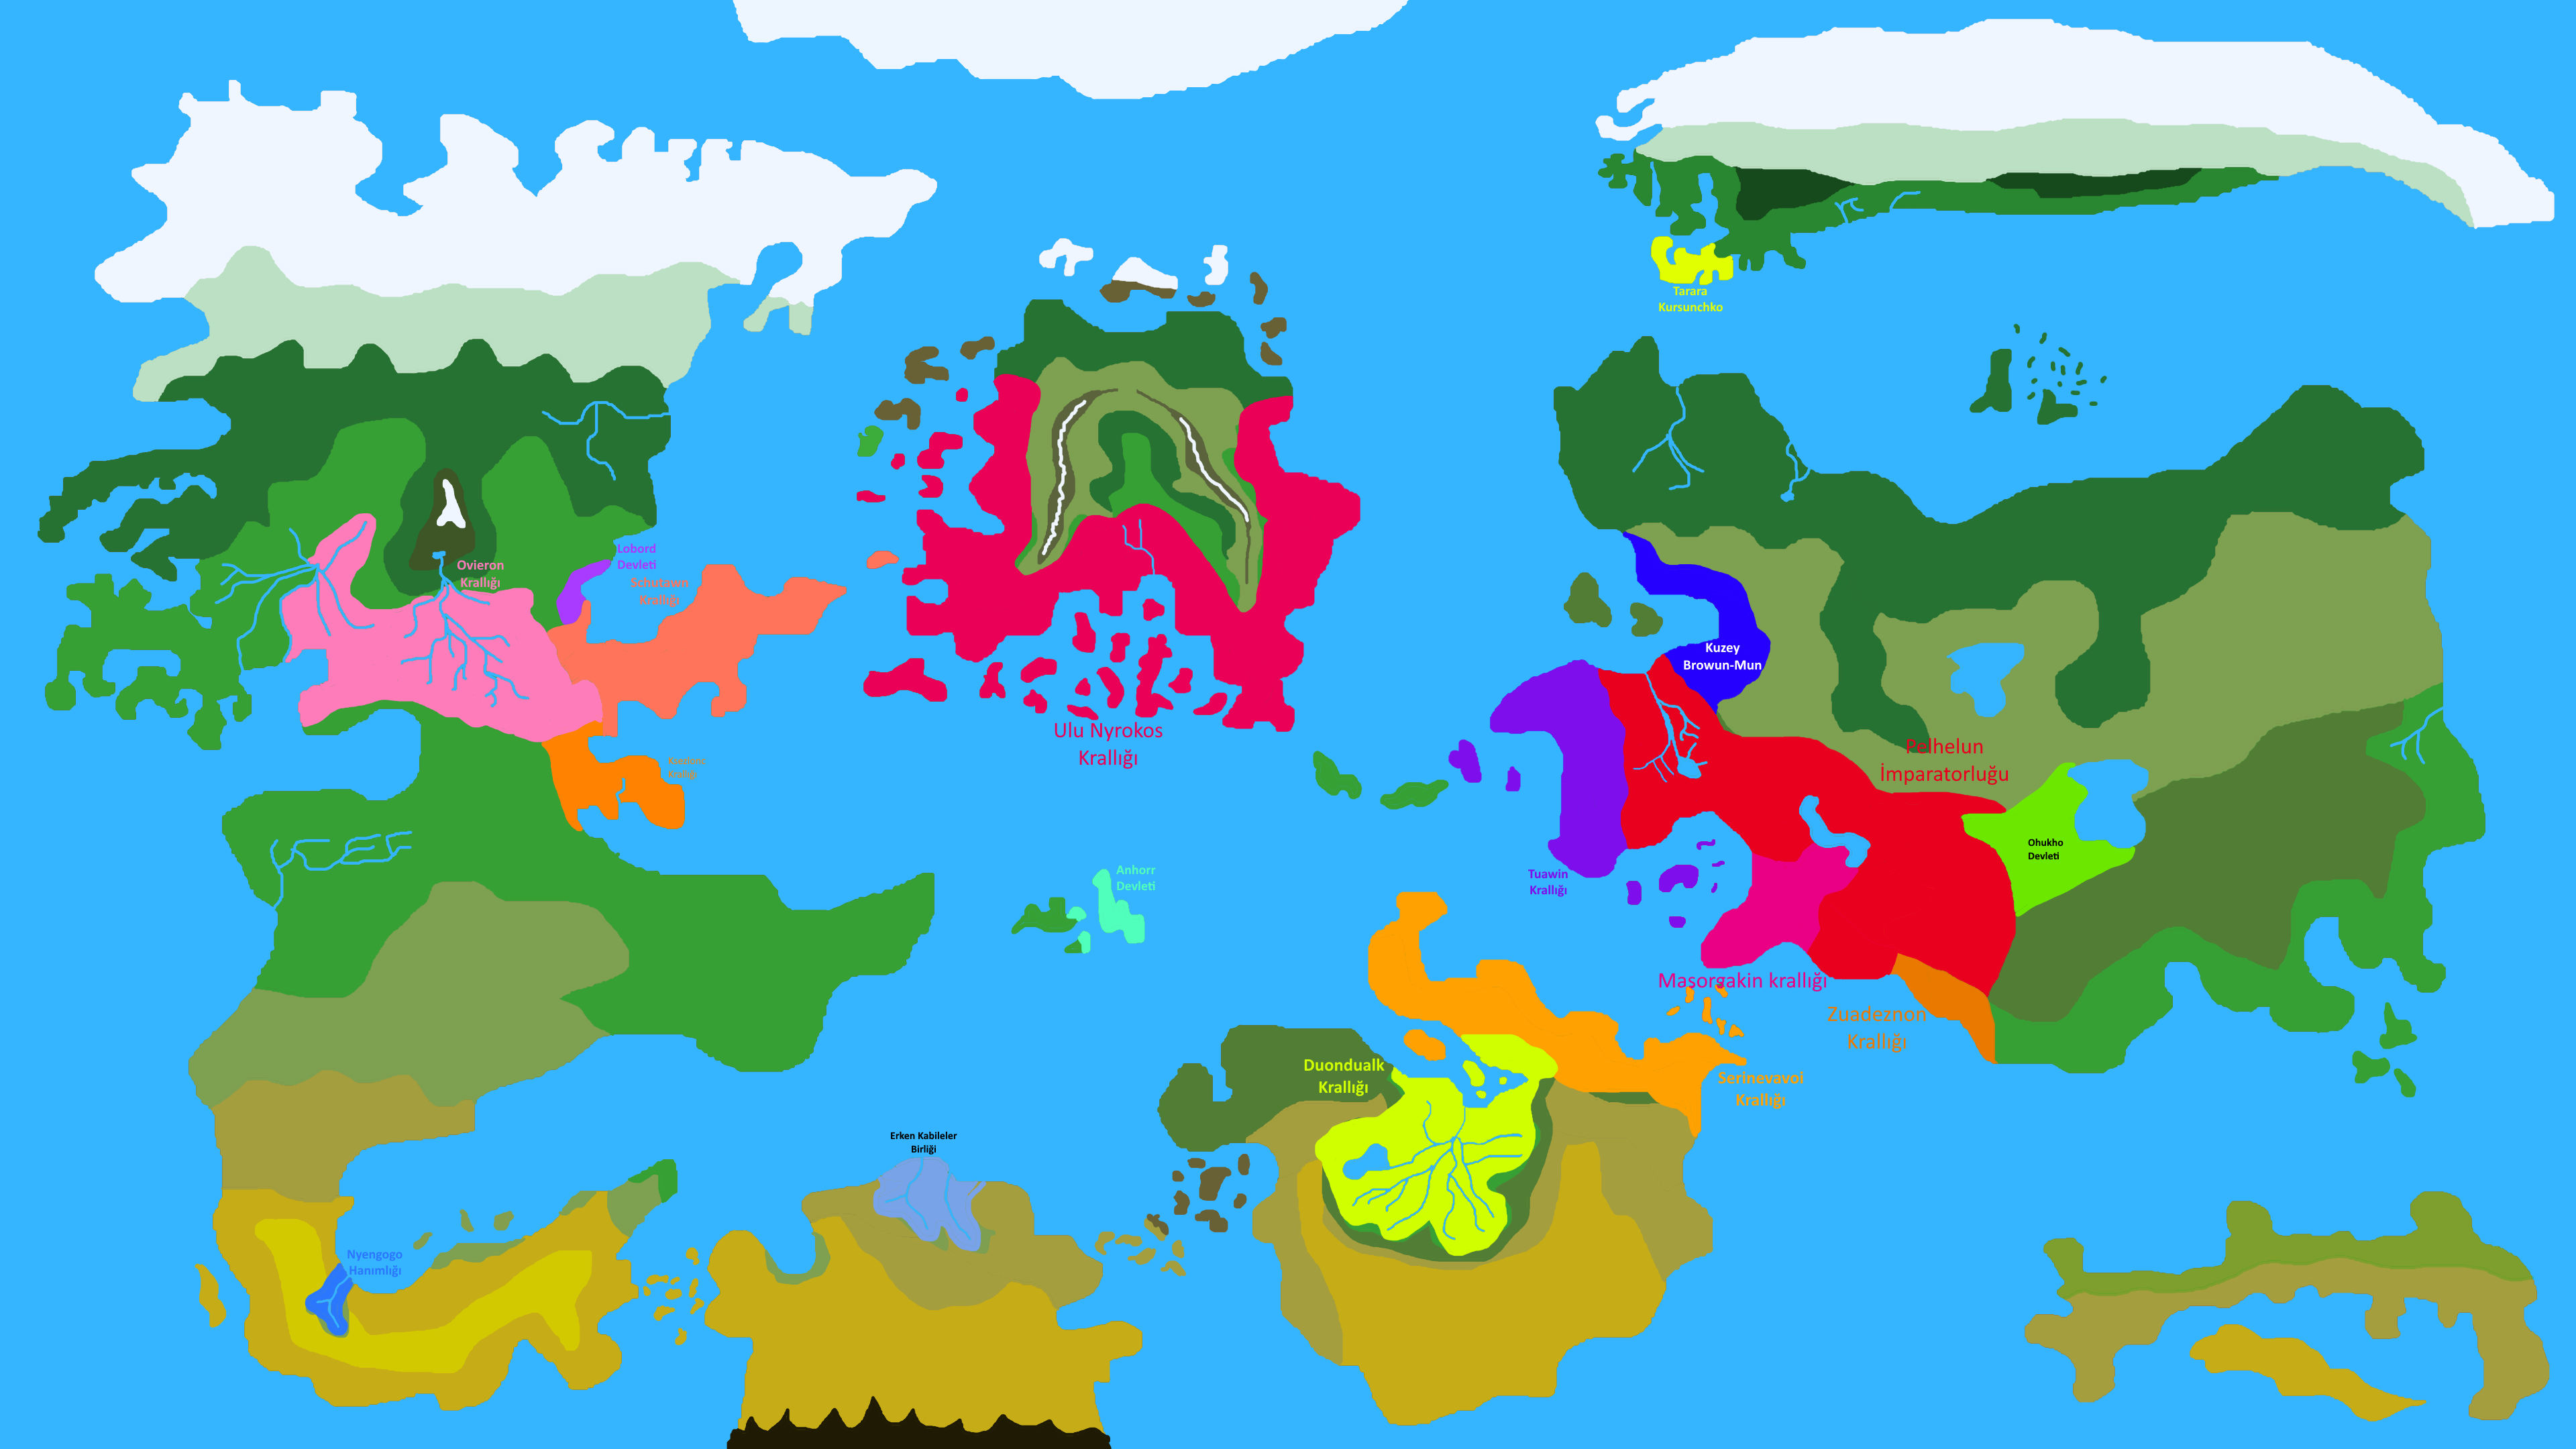 Tarara
Kursunchko
Lobord
Devleti
Ovieron
Krallığı
Schutawn
Krallığı
Kuzey
Browun-Mun
Ulu Nyrokos
Krallığı
Pelhelun
İmparatorluğu
Krallığı
Ohukho
Devleti
Tuawin
Krallığı
Anhorr
Devleti
Masorgakin krallığı
Zuadeznon
Krallığı
Duondualk
Krallığı
Serinevavoi
Krallığı
Erken Kabileler
Birliği
Nyengogo
Hanımlığı